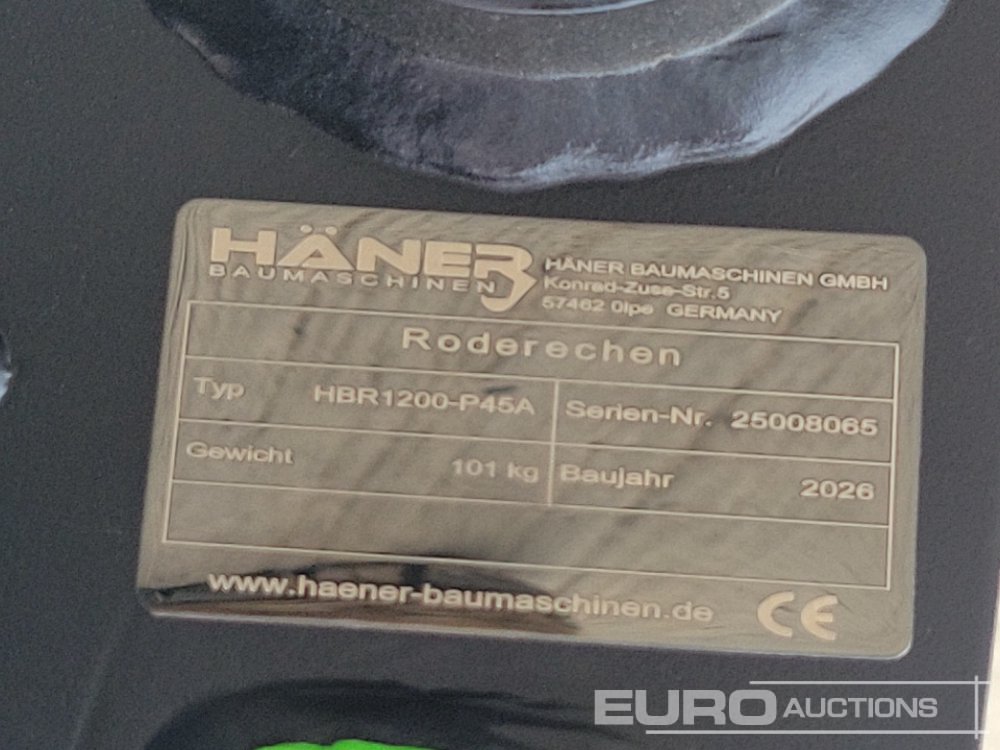 HÄNER
BAUMASCHINEN
HÄNER BAUMASCHINEN GMBH
Konrad-Zuse-Str.5
57462 Olpe GERMANY
Roderechen
Typ HBR1200-P45A
Serien-Nr. 25008065
Gewicht 101 kg
Baujahr 2026
www.haener-baumaschinen.de
CE
EURO AUCTIONS